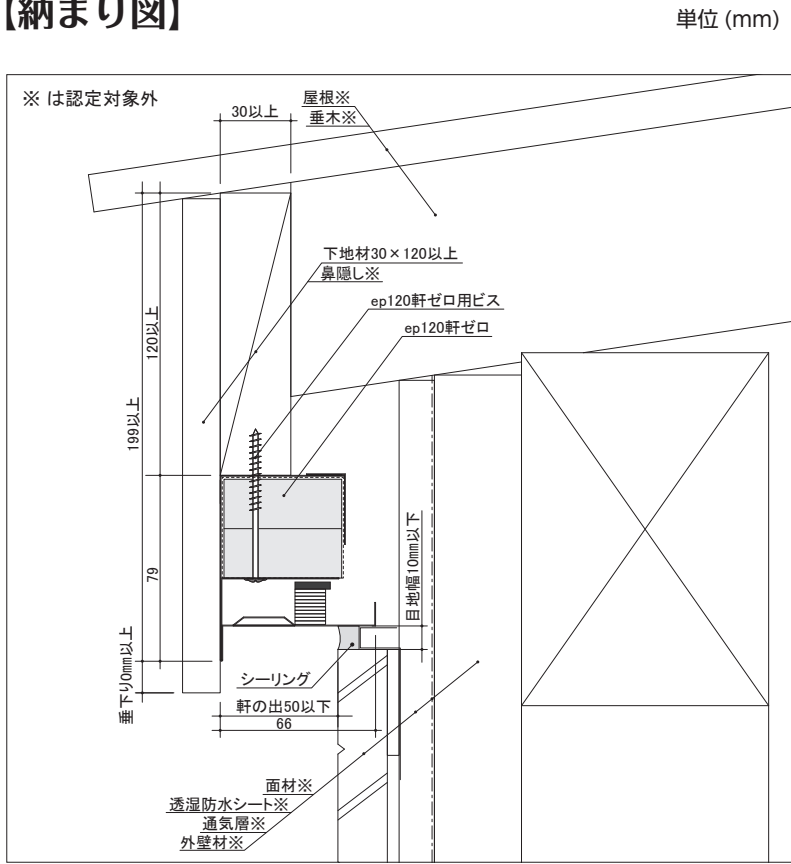 【納まり図】
単位 (mm)
※ は認定対象外
30以上
屋根※
垂木※
下地材30×120以上
鼻隠し※
ep120軒ゼロ用ビス
ep120軒ゼロ
120以上
199以上
79
目地幅10mm以下
垂下り0mm以上
シーリング
軒の出50以下
66
面材※
透湿防水シート※
通気層※
外壁材※